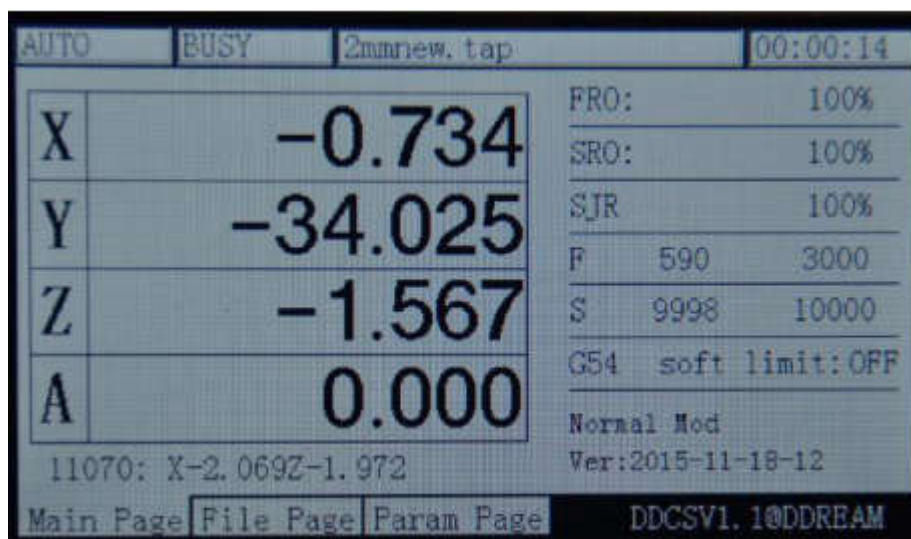 AUTO BUSY 2mmnew.tap 00:00:14
X -0.734
Y -34.025
Z -1.567
A 0.000
11070: X-2.069Z-1.972
FRO: 100%
SRO: 100%
SJR 100%
F 590 3000
S 9998 10000
G54 soft limit:OFF
Normal Mod
Ver:2015-11-18-12
Main Page File Page Param Page DDCSV1.1@DDREAM